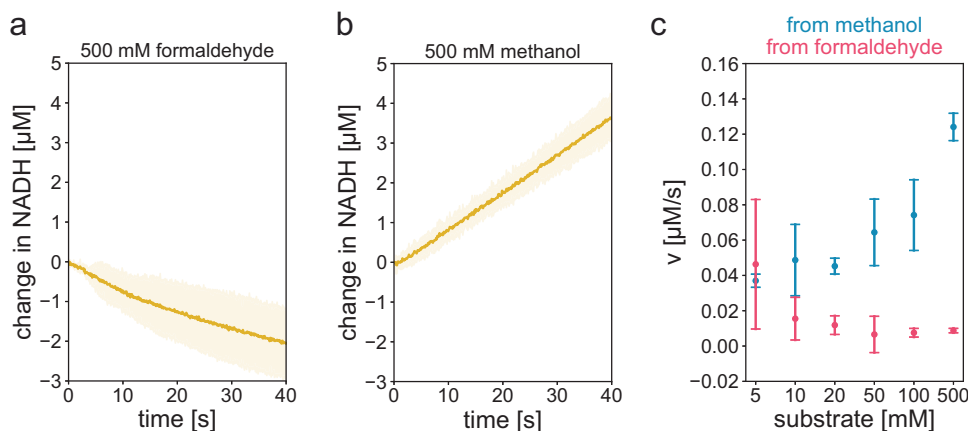 a
500 mM formaldehyde
change in NADH [µM]
5
4
3
2
1
0
−1
−2
−3
0 10 20 30 40
time [s]
b
500 mM methanol
change in NADH [µM]
5
4
3
2
1
0
−1
−2
−3
0 10 20 30 40
time [s]
c
from methanol
from formaldehyde
v [µM/s]
0.16
0.14
0.12
0.10
0.08
0.06
0.04
0.02
0.00
−0.02
5 10 20 50 100 500
substrate [mM]